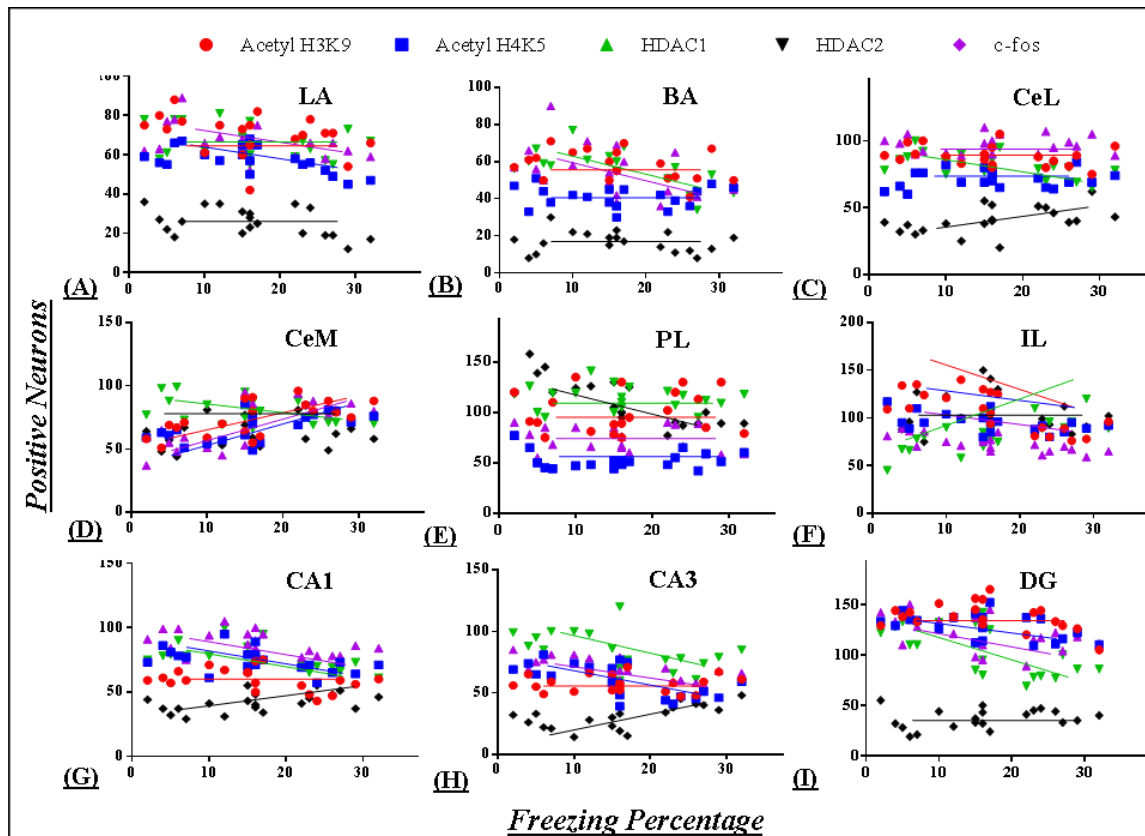 Acetyl H3K9 Acetyl H4K5 HDAC1 HDAC2 c-fos
LA BA CeL
100 80 60 40 20 0
0 10 20 30
(A)
100 80 60 40 20 0
0 10 20 30
(B)
100 50 0
0 10 20 30
(C)
CeM PL IL
150 100 50 0
0 10 20 30
(D)
100 50 0
0 10 20 30
(E)
200 150 100 50 0
0 10 20 30
(F)
CA1 CA3 DG
150 100 50 0
0 10 20 30
(G)
150 100 50 0
0 10 20 30
(H)
150 100 50 0
0 10 20 30
(I)
Positive Neurons
Freezing Percentage